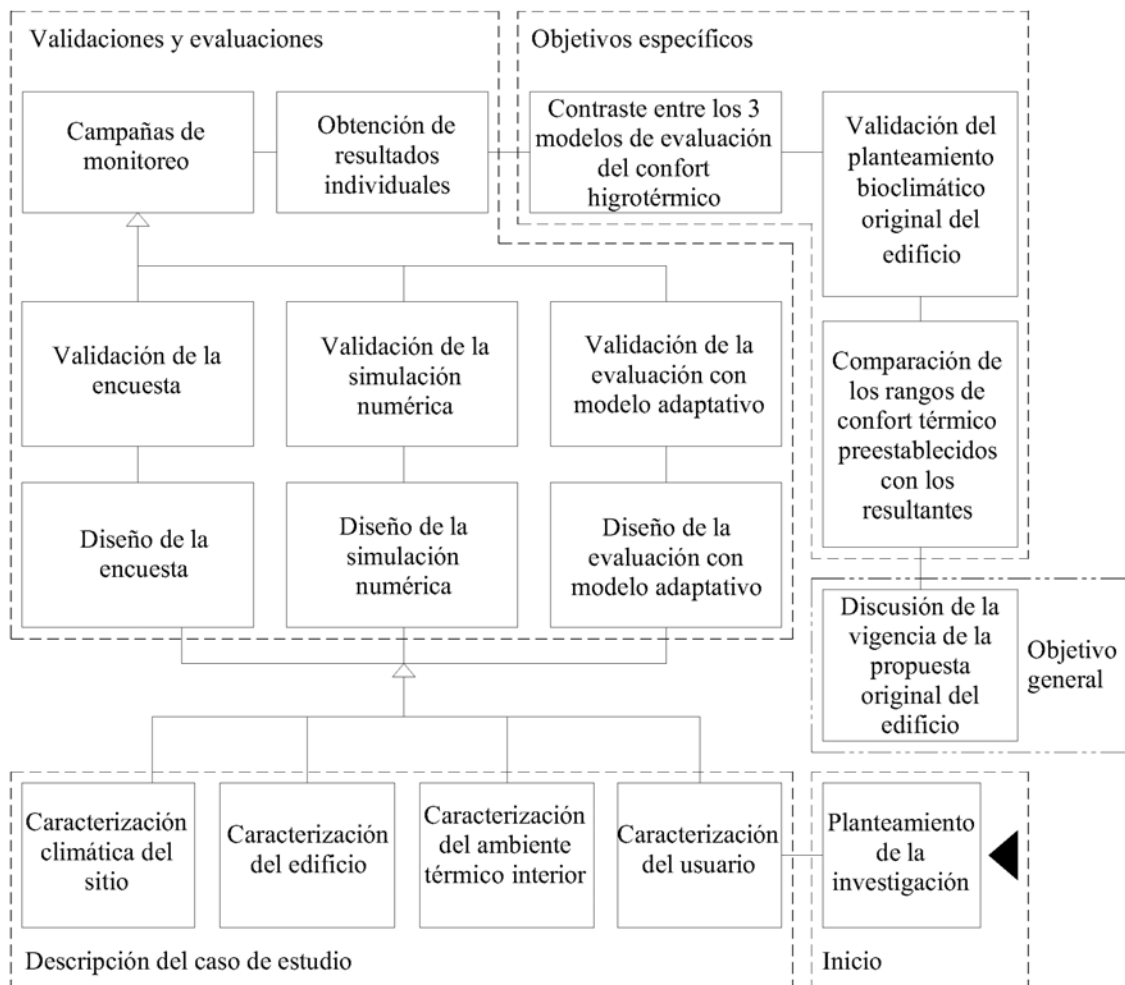 Validaciones y evaluaciones
Campañas de
monitoreo
Obtención de
resultados
individuales
Validación de la
encuesta
Validación de la
simulación
numérica
Validación de la
evaluación con
modelo adaptativo
Diseño de la
encuesta
Diseño de la
simulación
numérica
Diseño de la
evaluación con
modelo adaptativo
Objetivos específicos
Contraste entre los 3
modelos de evaluación
del confort
higrotérmico
Validación del
planteamiento
bioclimático
original del
edificio
Comparación de
los rangos de
confort térmico
preestablecidos
con los
resultantes
Discusión de la
vigencia de la
propuesta
original del
edificio
Objetivo
general
Caracterización
climática del
sitio
Caracterización
del edificio
Caracterización
del ambiente
térmico interior
Caracterización
del usuario
Descripción del caso de estudio
Planteamiento
de la
investigación
Inicio